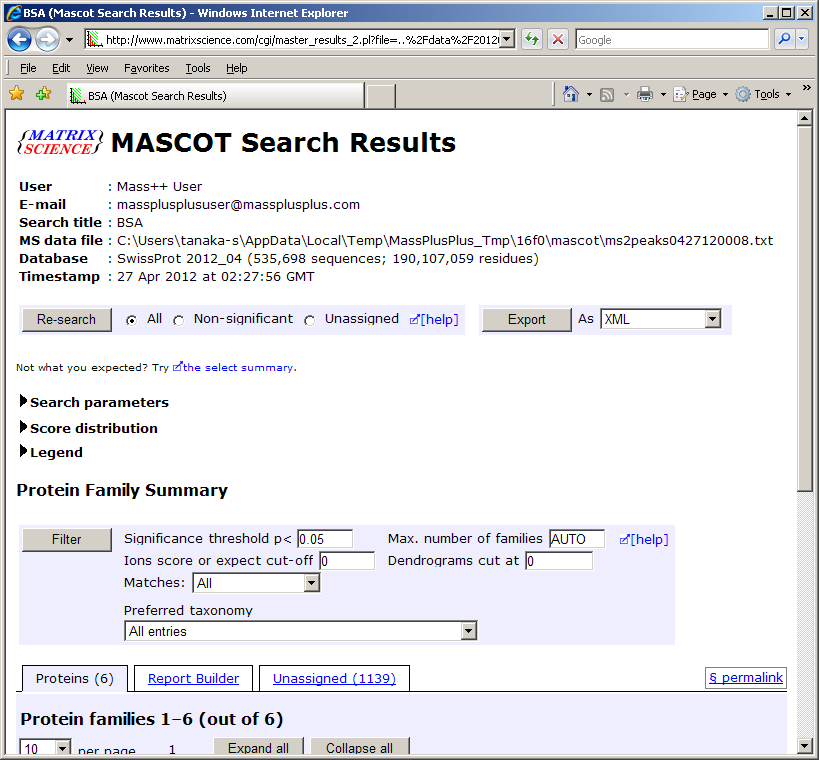 BSA (Mascot Search Results) - Windows Internet Explorer
http://www.matrixscience.com/cgi/master_results_2.pl?file=..%2Fdata%2F2012
Google
File Edit View Favorites Tools Help
BSA (Mascot Search Results)
Page Tools »
{MATRIX SCIENCE} MASCOT Search Results
User : Mass++ User
E-mail : massplusplususer@massplusplus.com
Search title : BSA
MS data file : C:\Users\tanaka-s\AppData\Local\Temp\MassPlusPlus_Tmp\16f0\mascot\ms2peaks0427120008.txt
Database : SwissProt 2012_04 (535,698 sequences; 190,107,059 residues)
Timestamp : 27 Apr 2012 at 02:27:56 GMT
Re-search All Non-significant Unassigned [help] Export As XML
Not what you expected? Try the select summary.
Search parameters
Score distribution
Legend
Protein Family Summary
Filter Significance threshold p< 0.05 Max. number of families AUTO [help]
Ions score or expect cut-off 0 Dendrograms cut at 0
Matches: All
Preferred taxonomy
All entries
Proteins (6) Report Builder Unassigned (1139) § permalink
Protein families 1–6 (out of 6)
10 per page 1 Expand all Collapse all